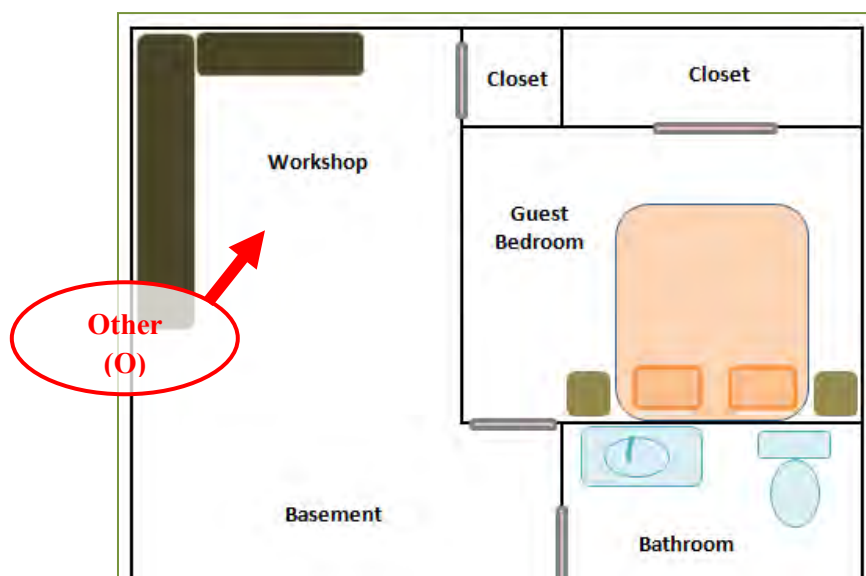 Closet
Closet
Workshop
Guest
Bedroom
Other
(O)
Basement
Bathroom